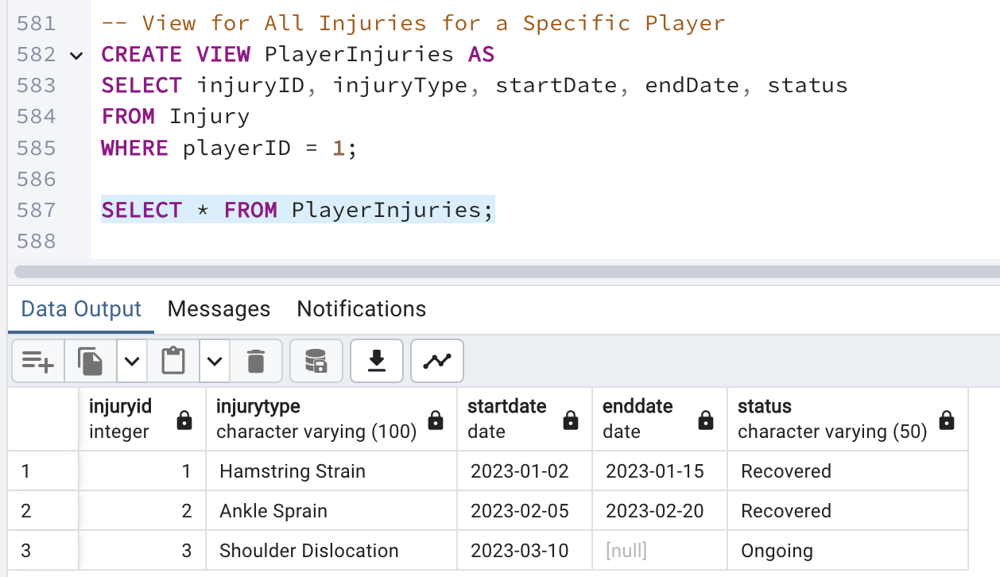 581 -- View for All Injuries for a Specific Player
582 CREATE VIEW PlayerInjuries AS
583 SELECT injuryID, injuryType, startDate, endDate, status
584 FROM Injury
585 WHERE playerID = 1;
586
587 SELECT * FROM PlayerInjuries;
588
Data Output Messages Notifications
injuryid injurytype startdate enddate status
integer character varying (100) date date character varying (50)
1 1 Hamstring Strain 2023-01-02 2023-01-15 Recovered
2 2 Ankle Sprain 2023-02-05 2023-02-20 Recovered
3 3 Shoulder Dislocation 2023-03-10 [null] Ongoing